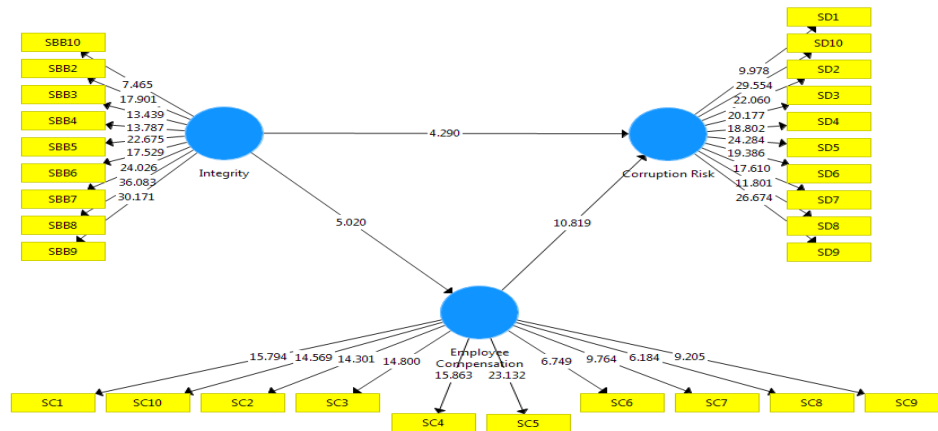 SBB10
SBB2
SBB3
SBB4
SBB5
SBB6
SBB7
SBB8
SBB9
7.465
17.901
13.439
13.787
22.675
17.529
24.026
36.083
30.171
Integrity
4.290
5.020
10.819
Corruption Risk
9.978
29.554
22.060
20.177
18.802
24.284
19.386
17.610
11.801
26.674
SD1
SD10
SD2
SD3
SD4
SD5
SD6
SD7
SD8
SD9
Employee
Compensation
15.794
14.569
14.301
14.800
15.863
23.132
6.749
9.764
6.184
9.205
SC1
SC10
SC2
SC3
SC4
SC5
SC6
SC7
SC8
SC9